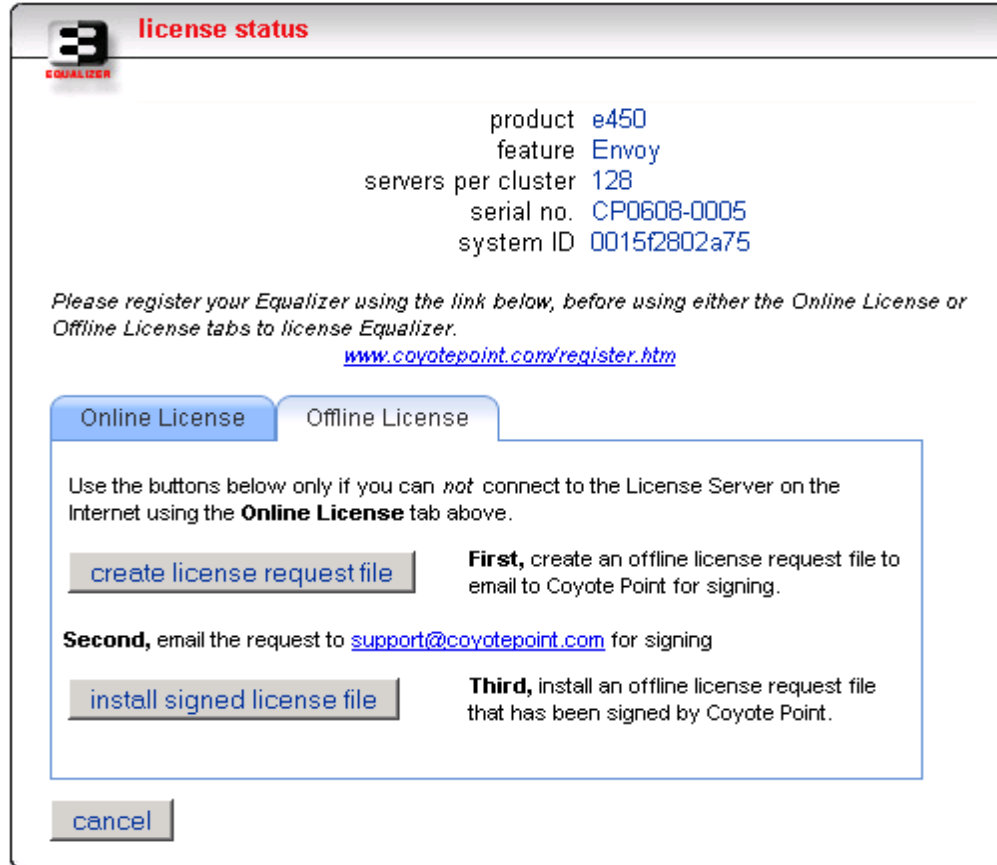 license status
EQUALIZER
product e450
feature Envoy
servers per cluster 128
serial no. CP0608-0005
system ID 0015f2802a75
Please register your Equalizer using the link below, before using either the Online License or
Offline License tabs to license Equalizer.
www.coyotepoint.com/register.htm
Online License Offline License
Use the buttons below only if you can not connect to the License Server on the
Internet using the Online License tab above.
create license request file
First, create an offline license request file to
email to Coyote Point for signing.
Second, email the request to support@coyotepoint.com for signing
install signed license file
Third, install an offline license request file
that has been signed by Coyote Point.
cancel